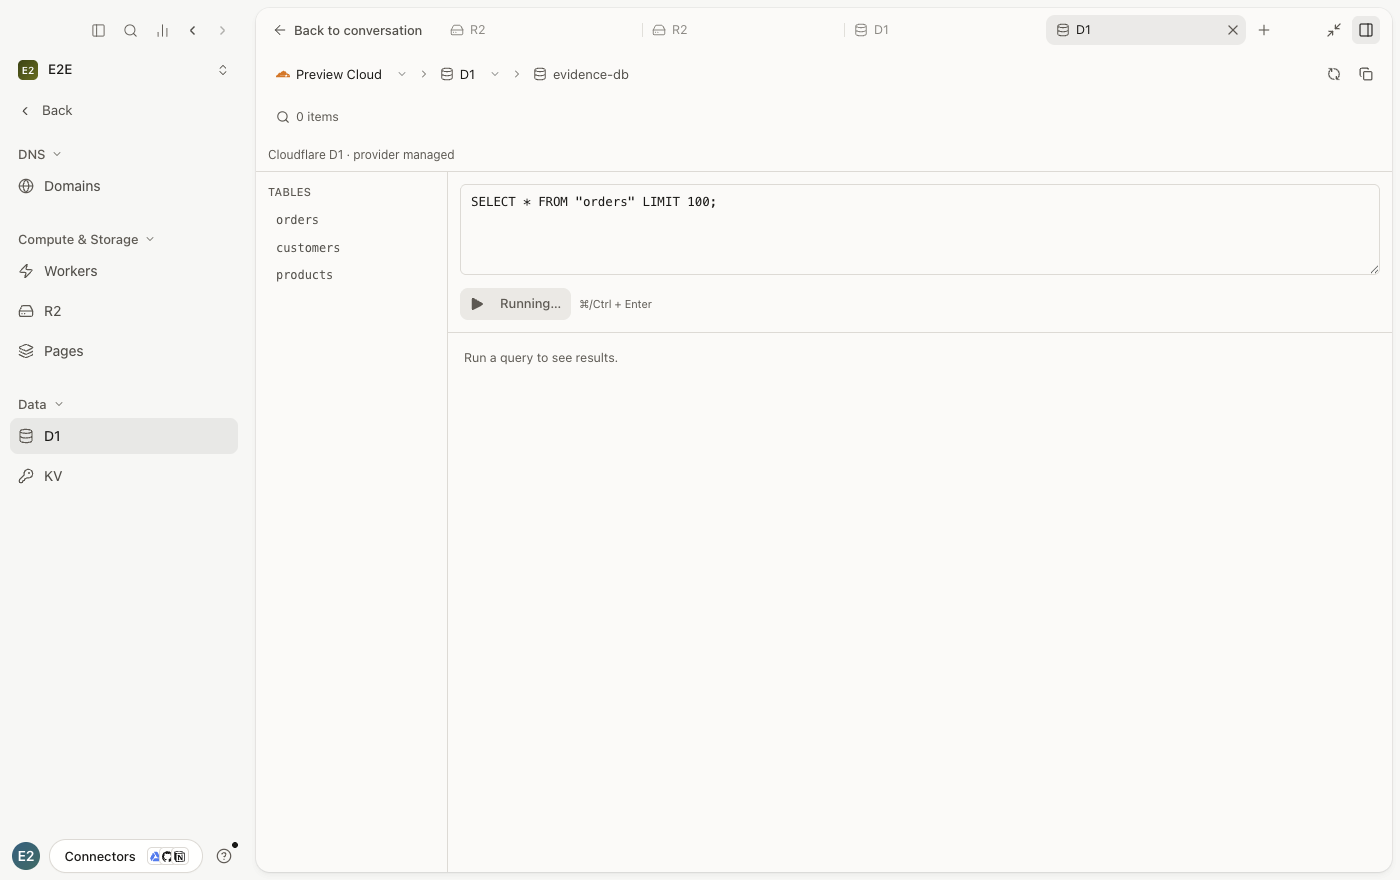 Back to conversation
R2
R2
D1
D1
E2
E2E
Preview Cloud
D1
evidence-db
Back
0 items
DNS
Cloudflare D1 · provider managed
Domains
TABLES
orders
customers
products
SELECT * FROM "orders" LIMIT 100;
Compute & Storage
Workers
R2
Pages
Running...
⌘/Ctrl + Enter
Run a query to see results.
Data
D1
KV
E2
Connectors